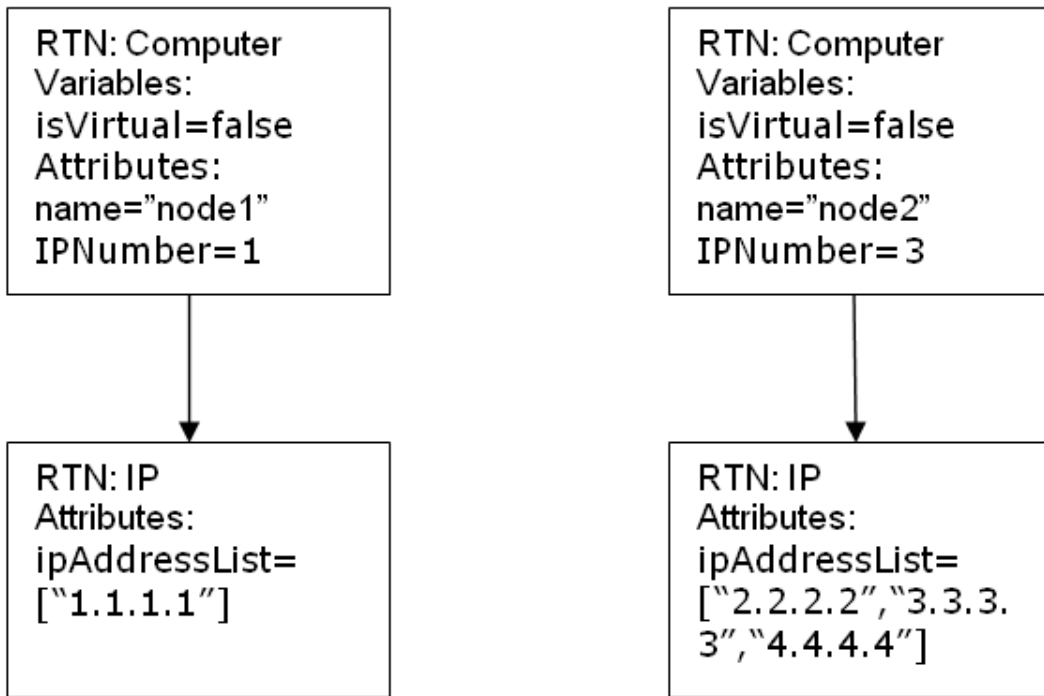 RTN: Computer
Variables:
isVirtual=false
Attributes:
name=”node1”
IPNumber=1
RTN: Computer
Variables:
isVirtual=false
Attributes:
name=”node2”
IPNumber=3
RTN: IP
Attributes:
ipAddressList=
[“1.1.1.1”]
RTN: IP
Attributes:
ipAddressList=
[“2.2.2.2”,“3.3.3.
3”,“4.4.4.4”]